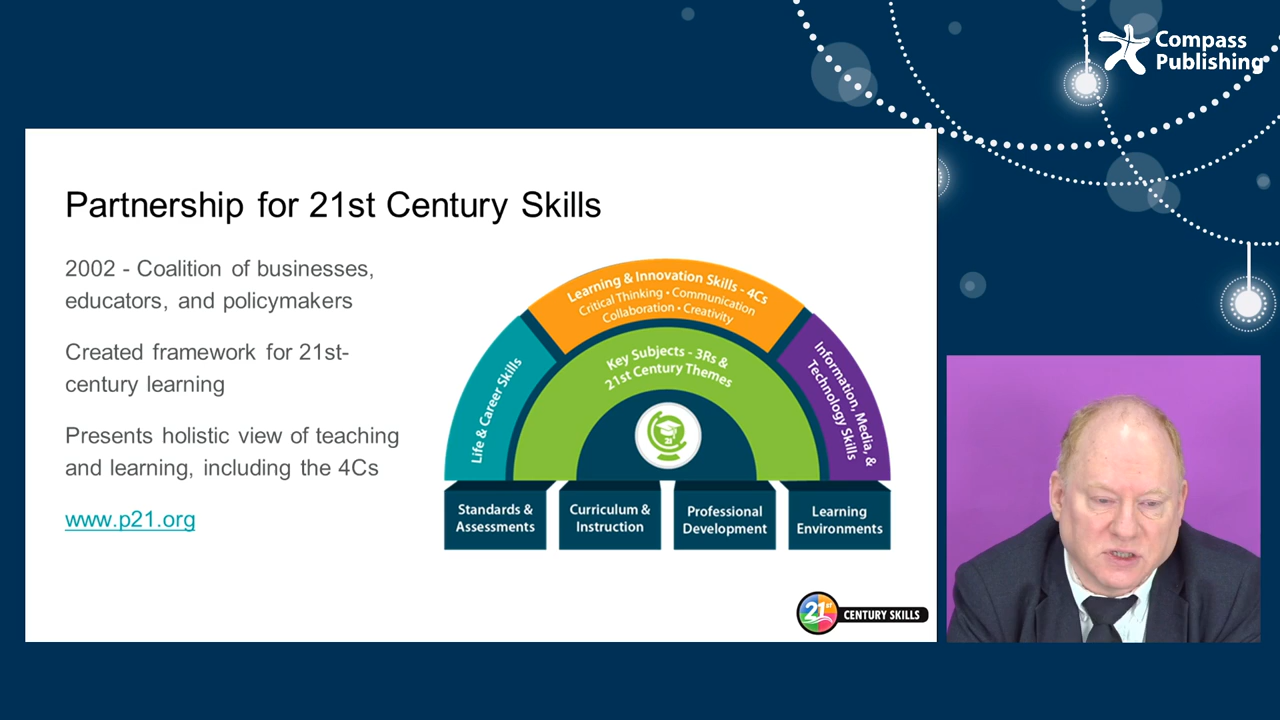 Compass
Publishing
Partnership for 21st Century Skills
2002 - Coalition of businesses,
educators, and policymakers
Created framework for 21st-
century learning
Presents holistic view of teaching
and learning, including the 4Cs
www.p21.org
Learning & Innovation Skills - 4Cs
Critical Thinking • Communication
Collaboration • Creativity
Life & Career Skills
Key Subjects - 3Rs &
21st Century Themes
Information, Media, &
Technology Skills
21
Standards &
Assessments
Curriculum &
Instruction
Professional
Development
Learning
Environments
21st
CENTURY SKILLS